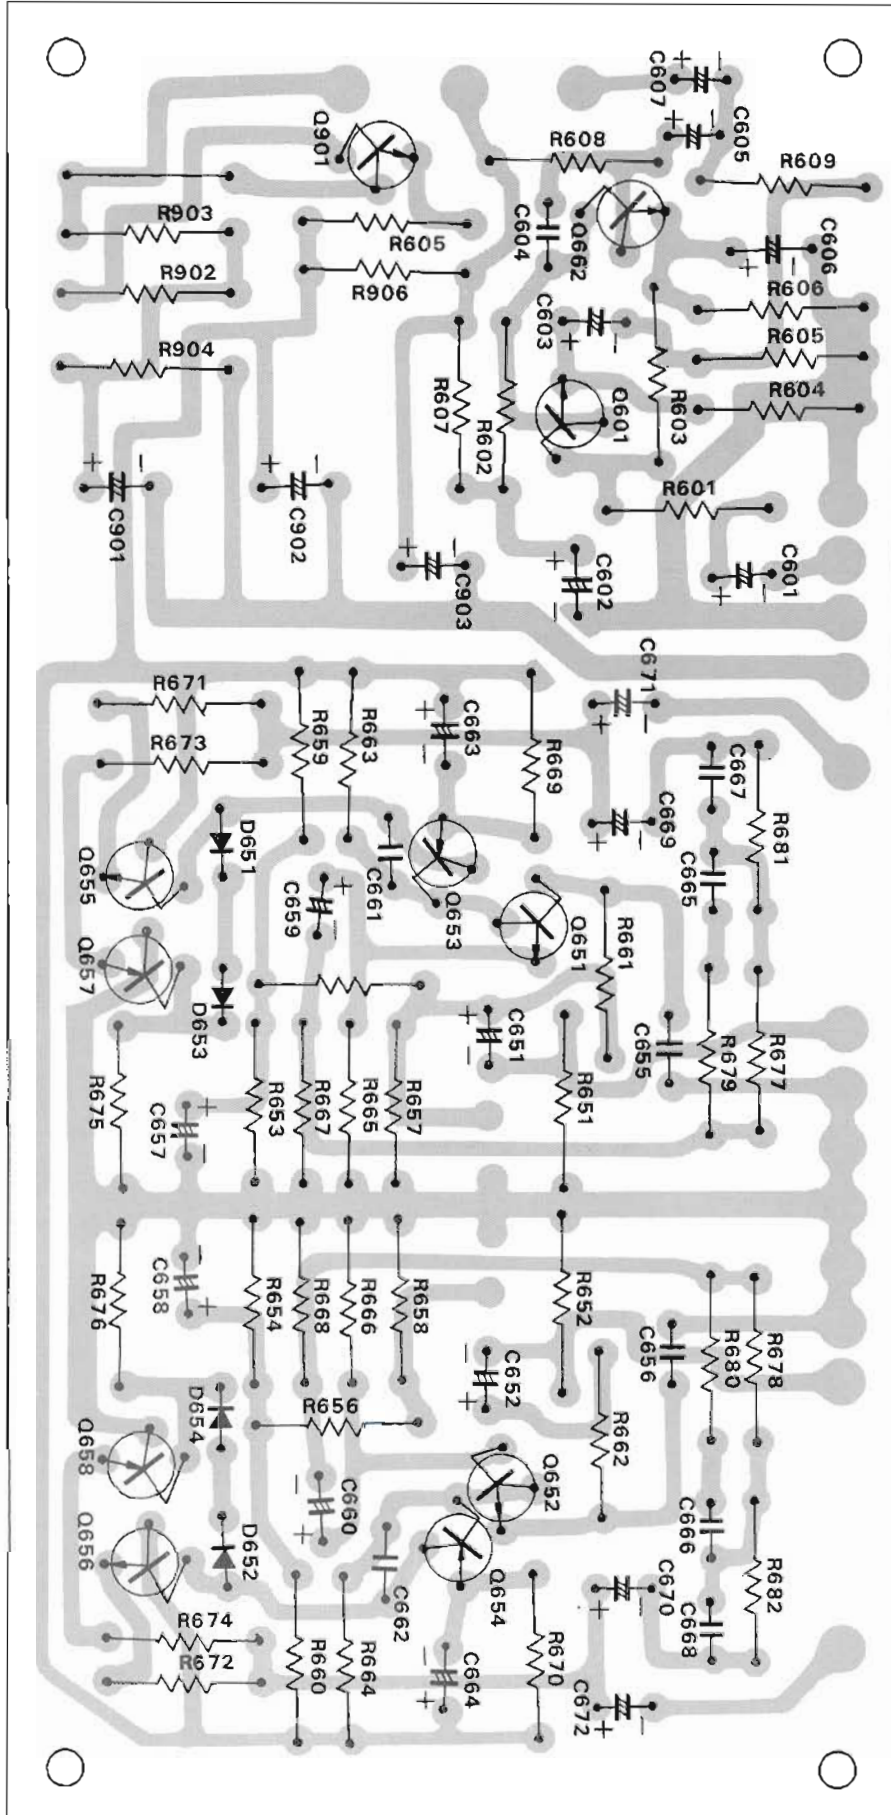 C607
+ −
C605
+ −
Q901
R608
R609
R903
R605
C604
Q662
C606
+ −
R902
R906
C603
+ −
R606
R904
R605
R607
R602
Q601
R603
R604
+ −
C901
+ −
C902
R601
+ −
C903
+
−
C602
C601
+ −
R671
R659
R663
+
−
C663
C671
+ −
R673
R669
C667
D651
C669
+ −
R681
Q655
C659
+
−
C661
Q653
C665
Q651
R661
Q657
D653
+
−
C651
C655
R675
+
−
C657
R653
R667
R665
R657
R651
R679
R677
R676
−
+
C658
R654
R668
R666
R658
R652
C656
R680
R678
−
+
C652
D654
R656
R662
Q658
−
+
C660
Q652
C666
Q656
D652
C662
Q654
C670
+ −
R682
C668
R674
R672
R660
R664
−
+
C664
R670
C672
+ −